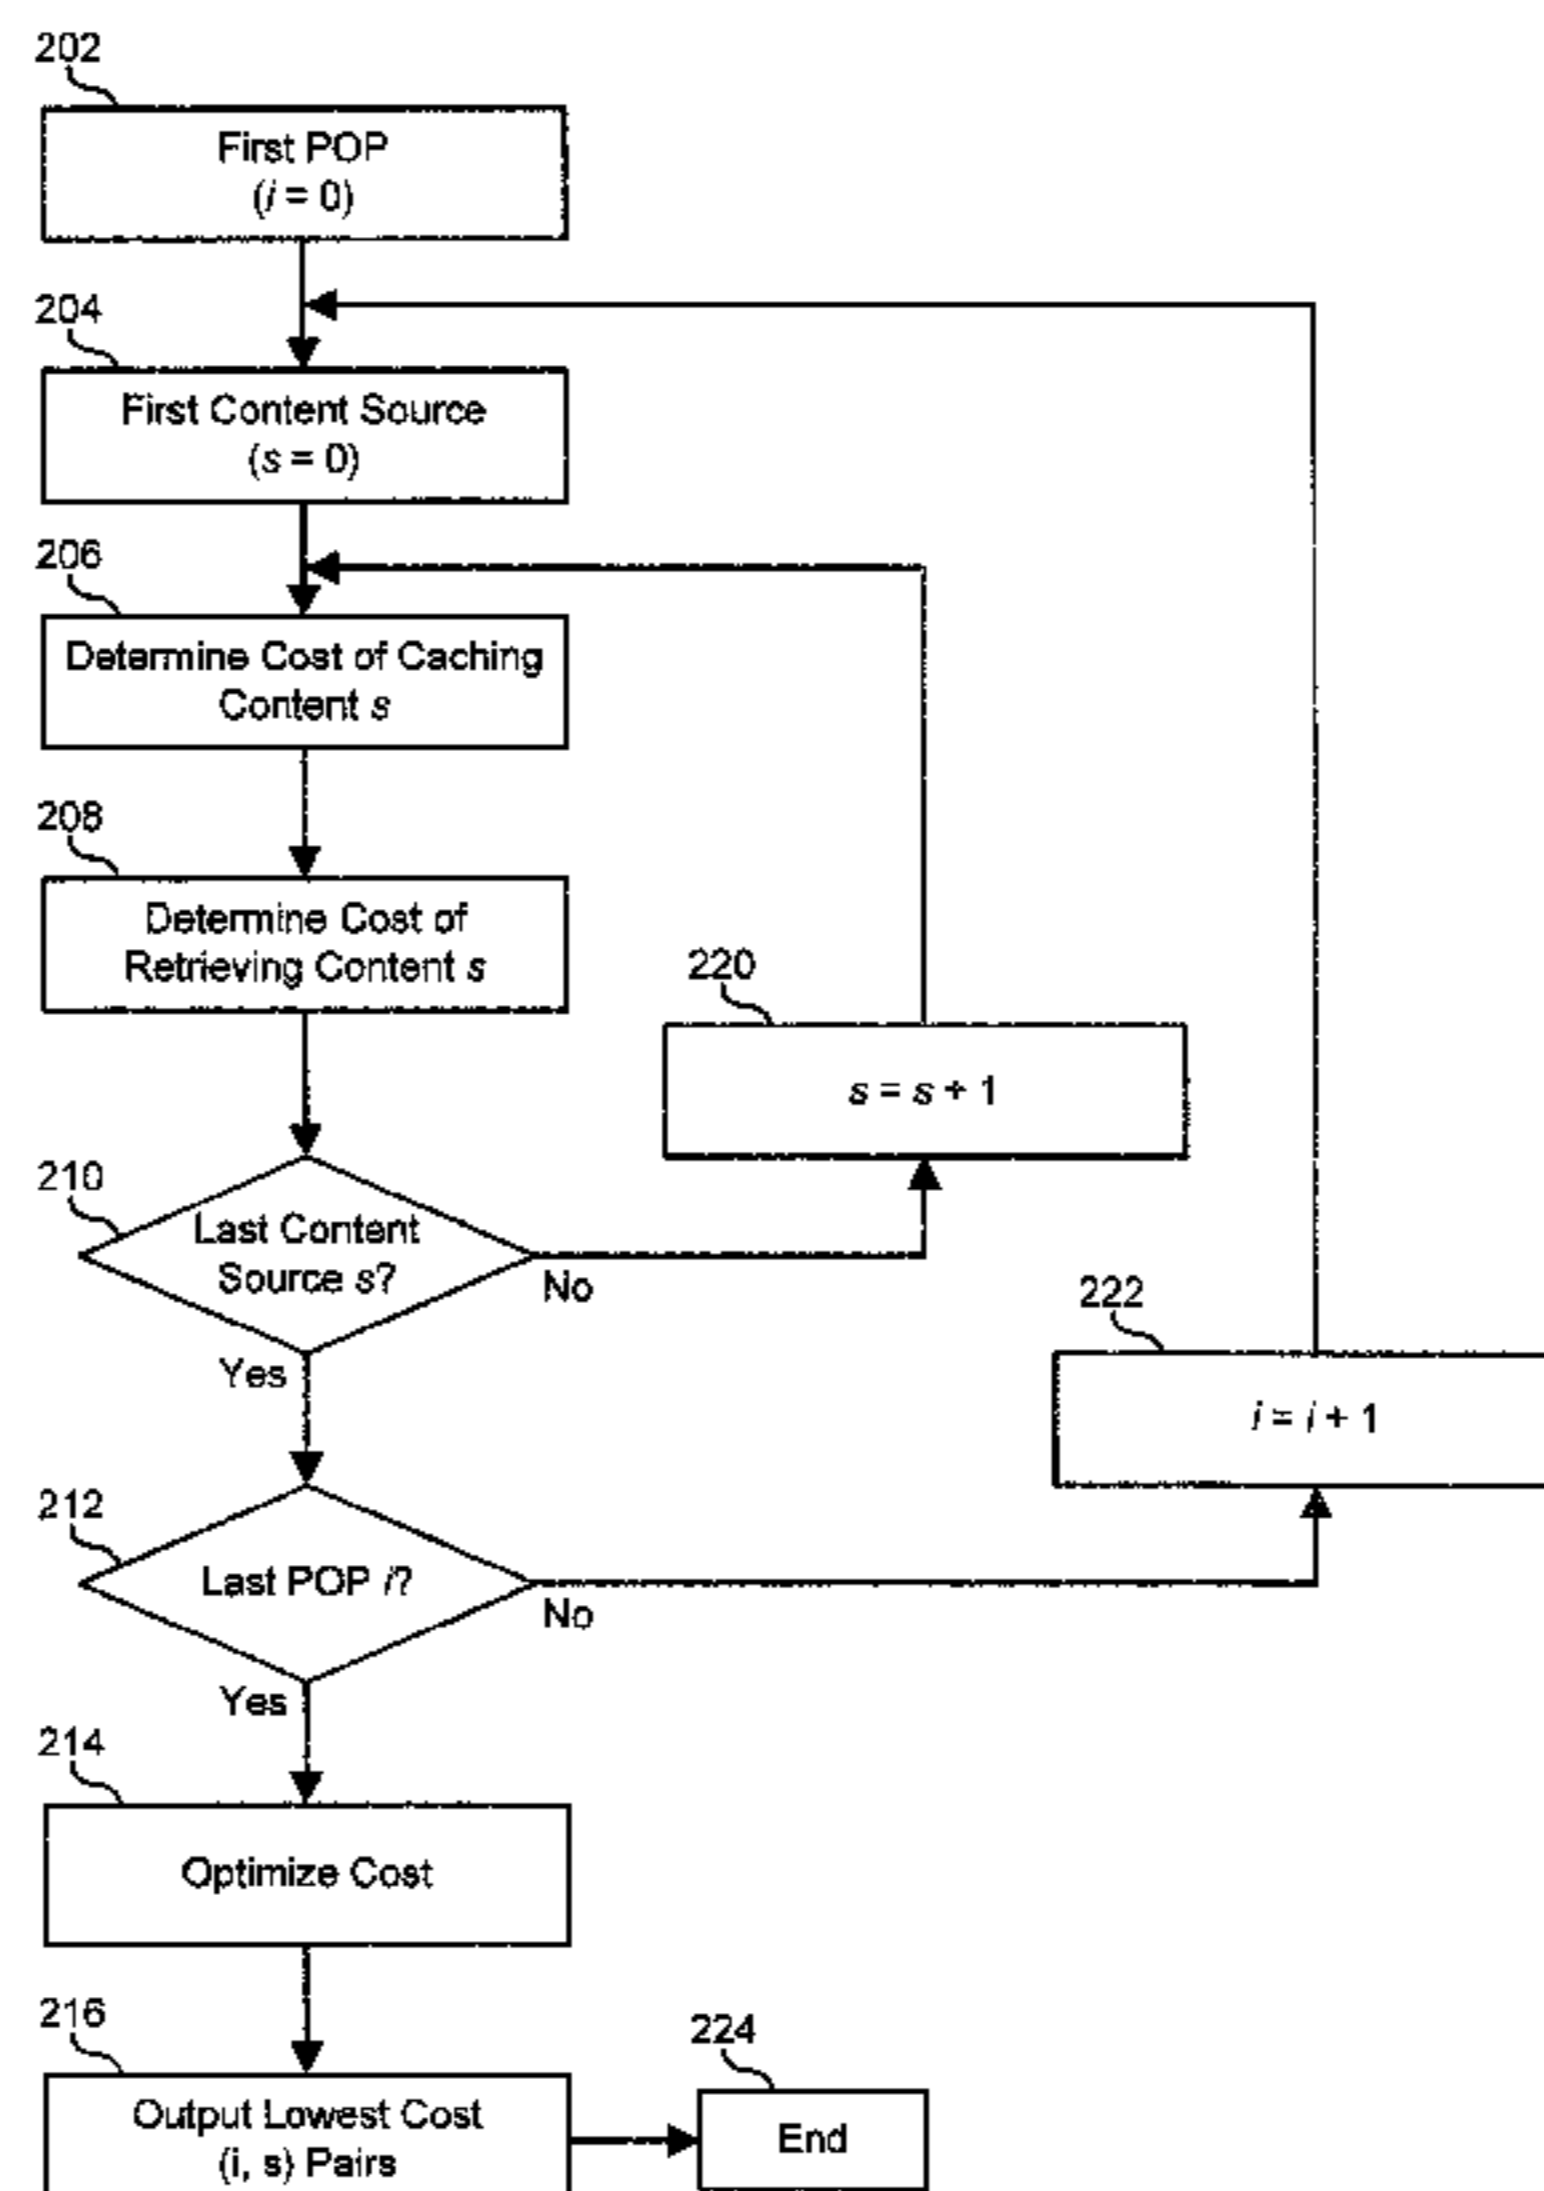 202
First POP
(i = 0)
204
First Content Source
(s = 0)
206
Determine Cost of Caching
Content s
208
Determine Cost of
Retrieving Content s
220
s = s + 1
210
Last Content
Source s?
No
Yes
222
i = i + 1
212
Last POP i?
No
Yes
214
Optimize Cost
216
Output Lowest Cost
(i, s) Pairs
224
End